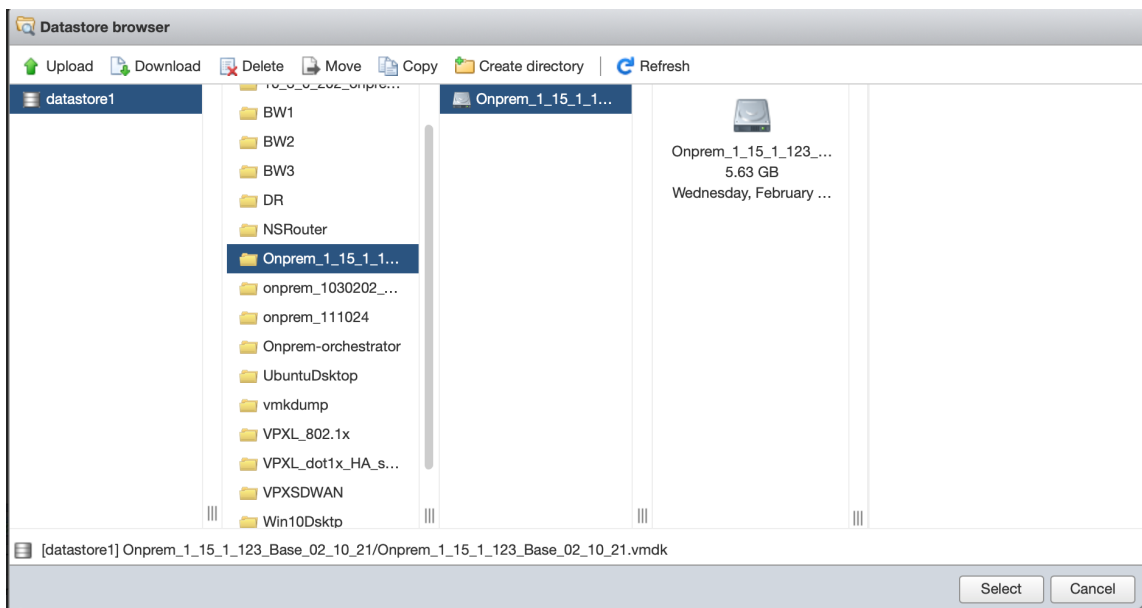 Datastore browser
Upload Download Delete Move Copy Create directory Refresh
datastore1
BW1
BW2
BW3
DR
NSRouter
Onprem_1_15_1_1...
onprem_1030202_...
onprem_111024
Onprem-orchestrator
UbuntuDsktop
vmkdump
VPXL_802.1x
VPXL_dot1x_HA_s...
VPXSDWAN
Win10Dsktp
Onprem_1_15_1_1...
Onprem_1_15_1_123_...
5.63 GB
Wednesday, February ...
[datastore1] Onprem_1_15_1_123_Base_02_10_21/Onprem_1_15_1_123_Base_02_10_21.vmdk
Select Cancel